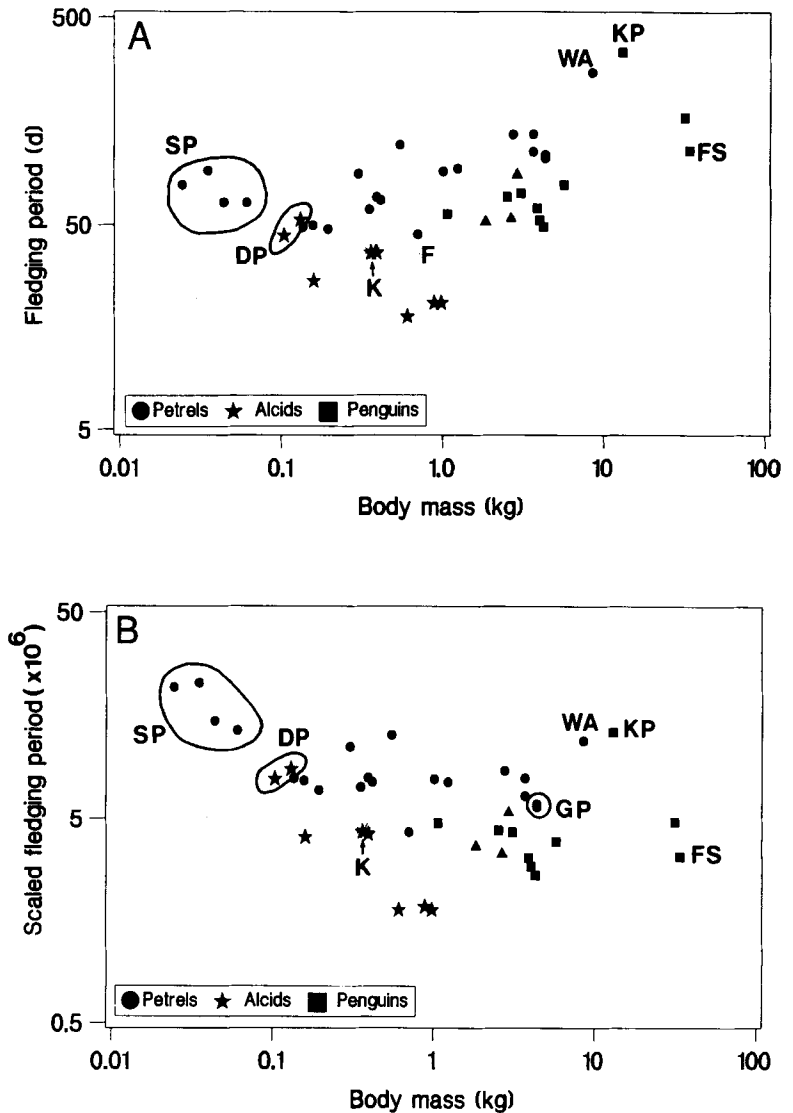 500
A
KP
WA
SP
FS
50
DP
F
K
Fledging period (d)
Petrels Alcids Penguins
5
0.01 0.1 1.0 10 100
Body mass (kg)
50
B
WA KP
SP
DP
5
GP
K
FS
Scaled fledging period (x10⁶)
Petrels Alcids Penguins
0.5
0.01 0.1 1 10 100
Body mass (kg)